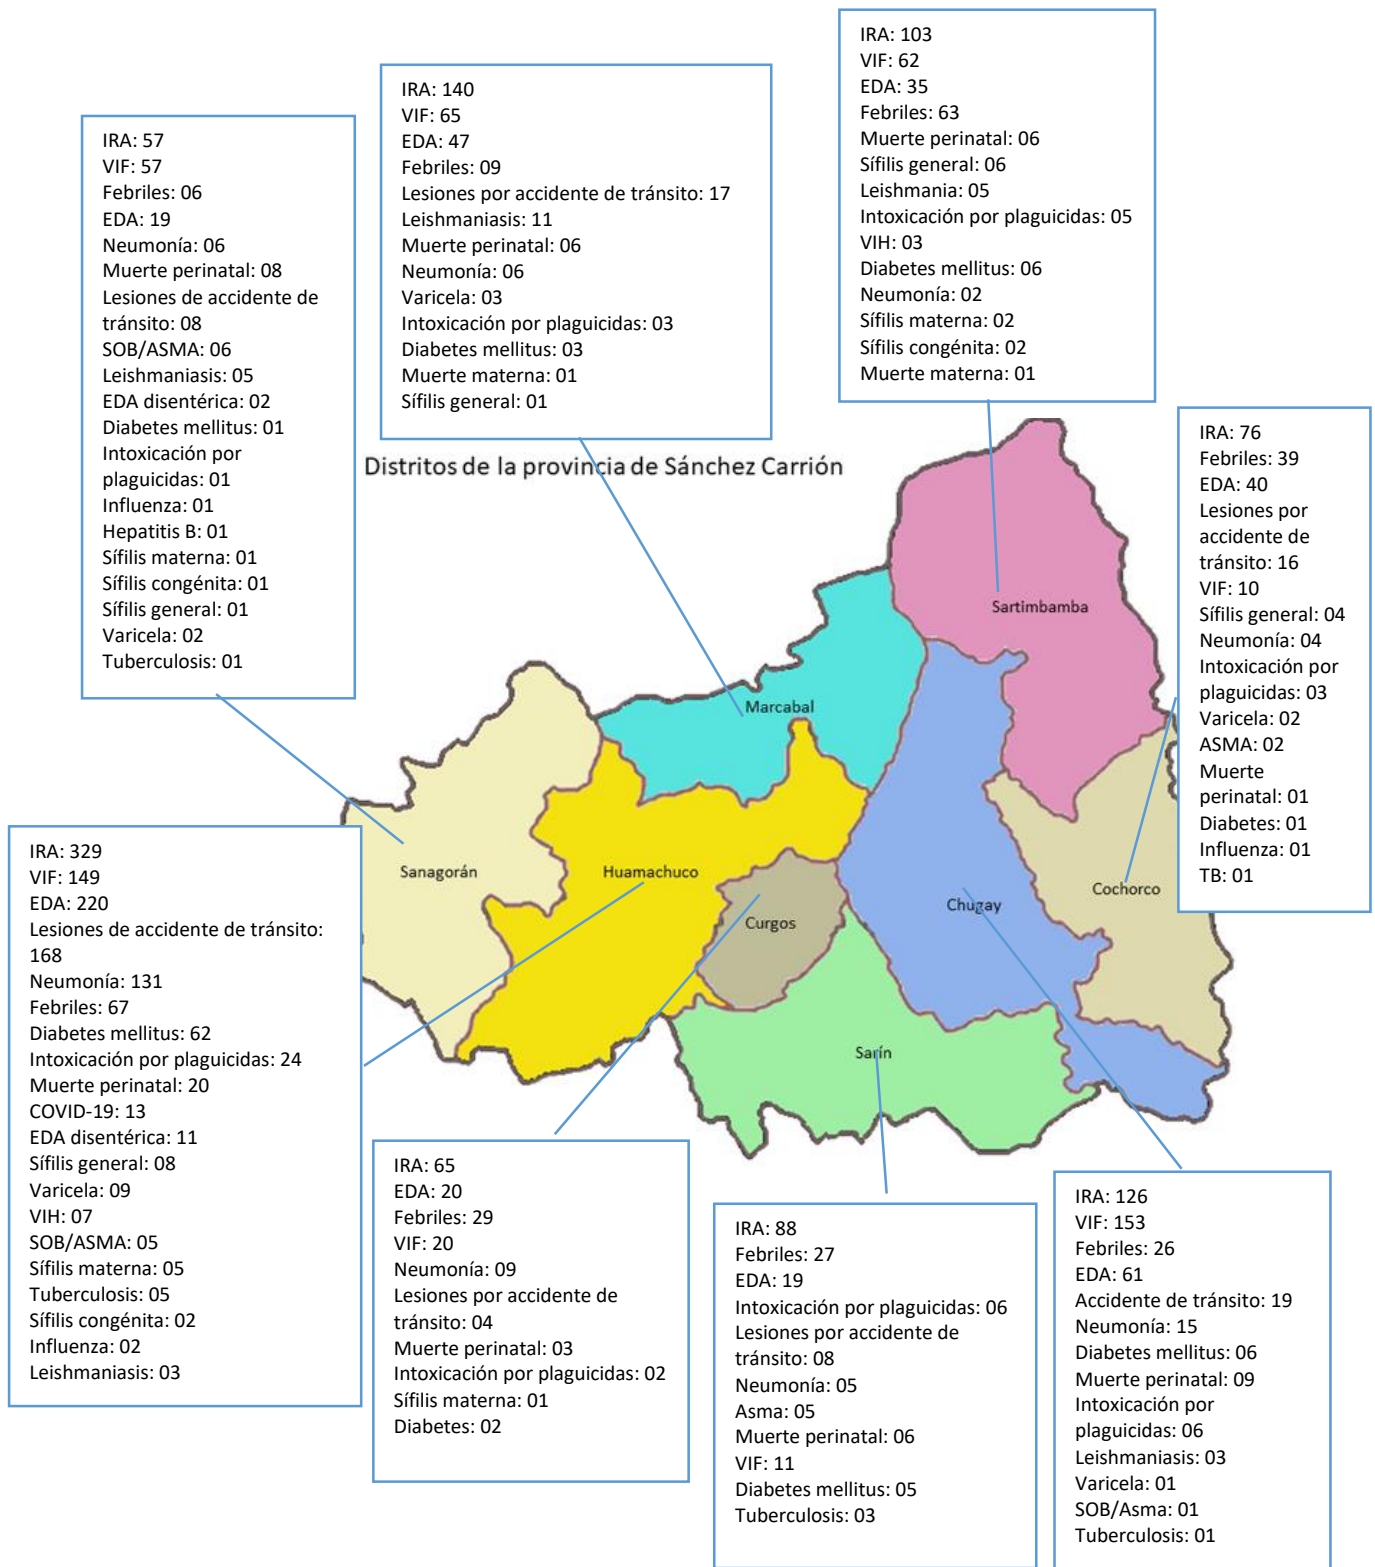 IRA: 103
VIF: 62
EDA: 35
Febriles: 63
Muerte perinatal: 06
Sífilis general: 06
Leishmania: 05
Intoxicación por plaguicidas: 05
VIH: 03
Diabetes mellitus: 06
Neumonía: 02
Sífilis materna: 02
Sífilis congénita: 02
Muerte materna: 01
IRA: 140
VIF: 65
EDA: 47
Febriles: 09
Lesiones por accidente de tránsito: 17
Leishmaniasis: 11
Muerte perinatal: 06
Neumonía: 06
Varicela: 03
Intoxicación por plaguicidas: 03
Diabetes mellitus: 03
Muerte materna: 01
Sífilis general: 01
IRA: 57
VIF: 57
Febriles: 06
EDA: 19
Neumonía: 06
Muerte perinatal: 08
Lesiones de accidente de
tránsito: 08
SOB/ASMA: 06
Leishmaniasis: 05
EDA disentérica: 02
Diabetes mellitus: 01
Intoxicación por
plaguicidas: 01
Influenza: 01
Hepatitis B: 01
Sífilis materna: 01
Sífilis congénita: 01
Sífilis general: 01
Varicela: 02
Tuberculosis: 01
IRA: 76
Febriles: 39
EDA: 40
Lesiones por
accidente de
tránsito: 16
VIF: 10
Sífilis general: 04
Neumonía: 04
Intoxicación por
plaguicidas: 03
Varicela: 02
ASMA: 02
Muerte
perinatal: 01
Diabetes: 01
Influenza: 01
TB: 01
Distritos de la provincia de Sánchez Carrión
Sartimbamba
Marcabal
Sanagorán
Huamachuco
Cochorco
Chugay
Curgos
Sarín
IRA: 329
VIF: 149
EDA: 220
Lesiones de accidente de tránsito:
168
Neumonía: 131
Febriles: 67
Diabetes mellitus: 62
Intoxicación por plaguicidas: 24
Muerte perinatal: 20
COVID-19: 13
EDA disentérica: 11
Sífilis general: 08
Varicela: 09
VIH: 07
SOB/ASMA: 05
Sífilis materna: 05
Tuberculosis: 05
Sífilis congénita: 02
Influenza: 02
Leishmaniasis: 03
IRA: 65
EDA: 20
Febriles: 29
VIF: 20
Neumonía: 09
Lesiones por accidente de
tránsito: 04
Muerte perinatal: 03
Intoxicación por plaguicidas: 02
Sífilis materna: 01
Diabetes: 02
IRA: 88
Febriles: 27
EDA: 19
Intoxicación por plaguicidas: 06
Lesiones por accidente de
tránsito: 08
Neumonía: 05
Asma: 05
Muerte perinatal: 06
VIF: 11
Diabetes mellitus: 05
Tuberculosis: 03
IRA: 126
VIF: 153
Febriles: 26
EDA: 61
Accidente de tránsito: 19
Neumonía: 15
Diabetes mellitus: 06
Muerte perinatal: 09
Intoxicación por
plaguicidas: 06
Leishmaniasis: 03
Varicela: 01
SOB/Asma: 01
Tuberculosis: 01